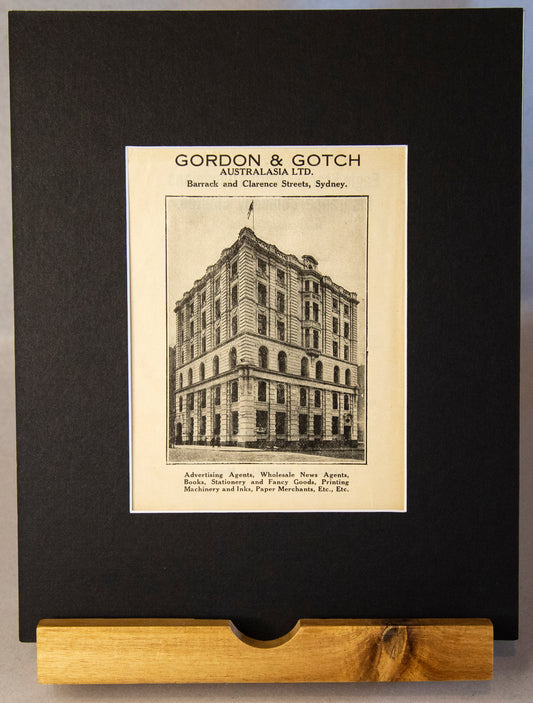 GORDON & GOTCH
AUSTRALASIA LTD.
Barrack and Clarence Streets, Sydney.
Advertising Agents, Wholesale News Agents,
Books, Stationery and Fancy Goods, Printing
Machinery and Inks, Paper Merchants, Etc., Etc.